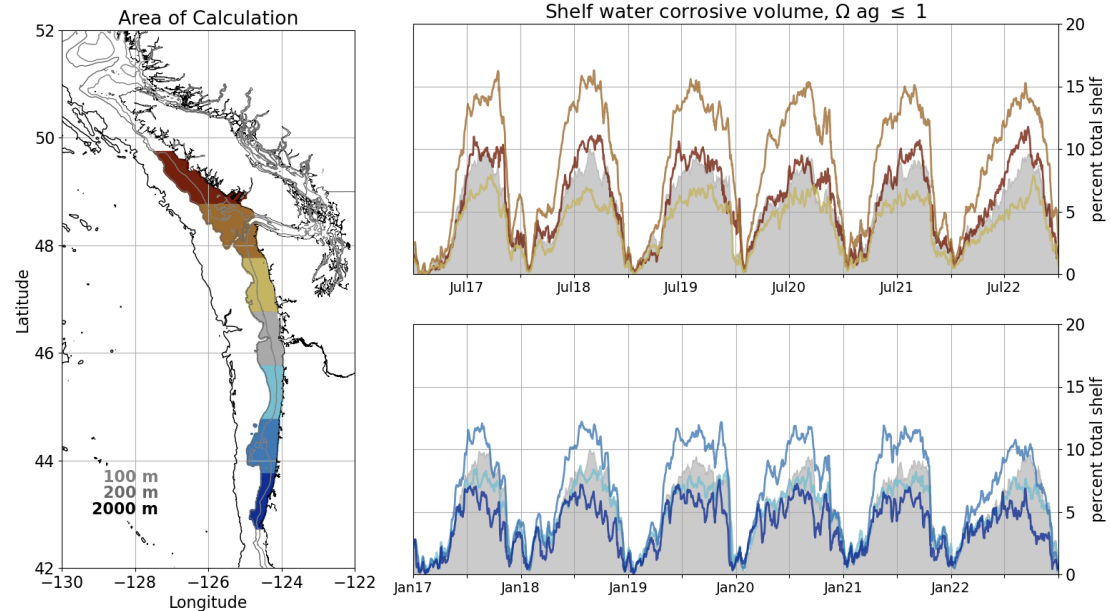 Area of Calculation
52
50
48
46
44
42
Latitude
100 m
200 m
2000 m
−130
−128
−126
−124
−122
Longitude
Shelf water corrosive volume, Ω ag ≤ 1
20
15
10
5
0
percent total shelf
Jul17
Jul18
Jul19
Jul20
Jul21
Jul22
20
15
10
5
0
percent total shelf
Jan17
Jan18
Jan19
Jan20
Jan21
Jan22